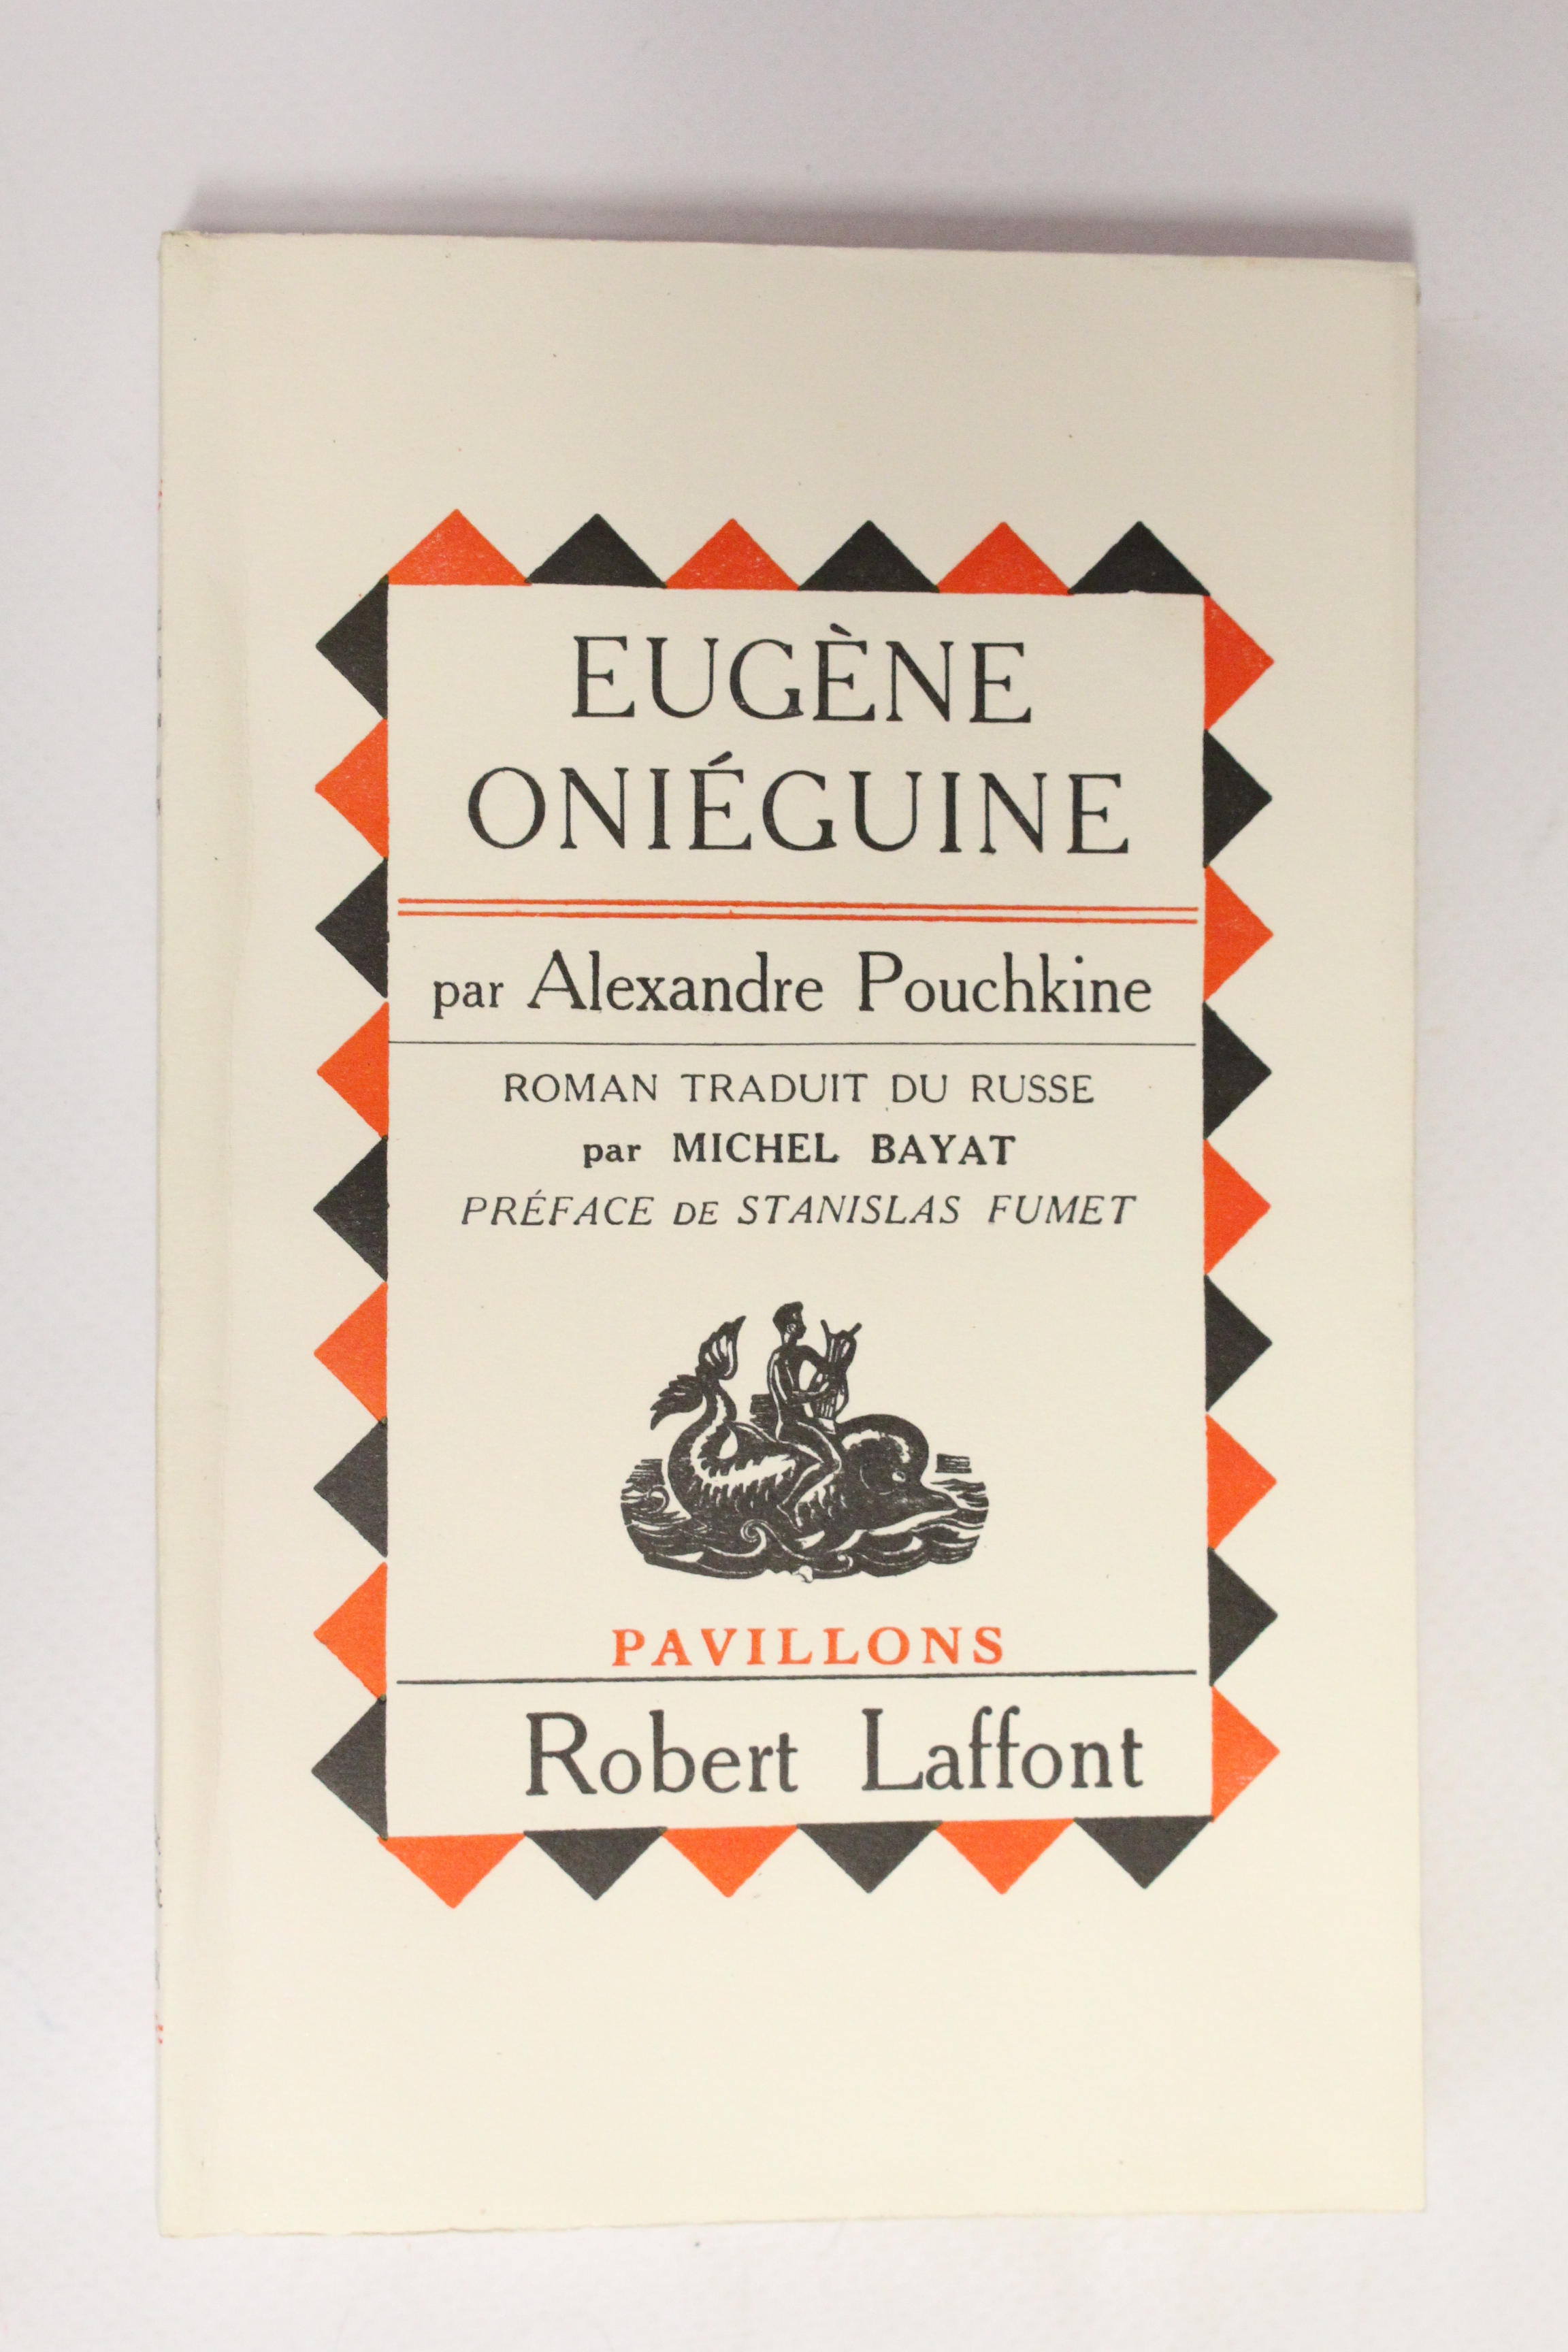 EUGÈNE
ONIÉGUINE
par Alexandre Pouchkine
ROMAN TRADUIT DU RUSSE
par MICHEL BAYAT
PRÉFACE DE STANISLAS FUMET
PAVILLONS
Robert Laffont